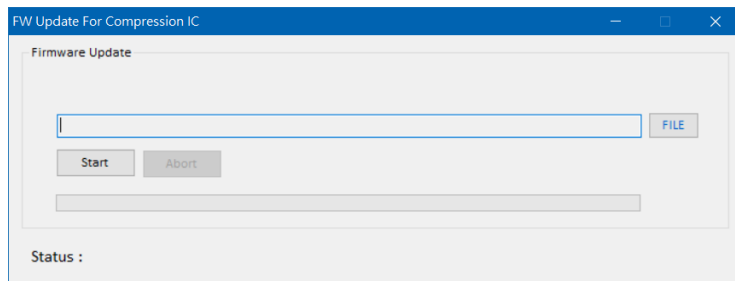 FW Update For Compression IC
Firmware Update
FILE
Start Abort
Status :